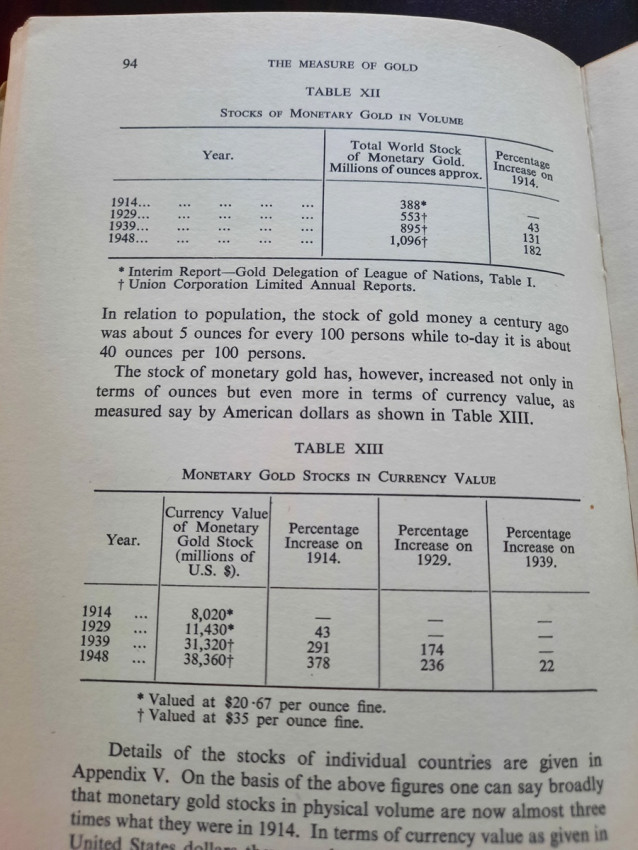 94 THE MEASURE OF GOLD
TABLE XII
STOCKS OF MONETARY GOLD IN VOLUME
Year. Total World Stock of Monetary Gold. Millions of ounces approx. Percentage Increase on 1914.
1914... ... ... ... ... 388* —
1929... ... ... ... ... 553† 43
1939... ... ... ... ... 895† 131
1948... ... ... ... ... 1,096† 182
* Interim Report—Gold Delegation of League of Nations, Table I.
† Union Corporation Limited Annual Reports.
In relation to population, the stock of gold money a century ago
was about 5 ounces for every 100 persons while to-day it is about
40 ounces per 100 persons.
The stock of monetary gold has, however, increased not only in
terms of ounces but even more in terms of currency value, as
measured say by American dollars as shown in Table XIII.
TABLE XIII
MONETARY GOLD STOCKS IN CURRENCY VALUE
Year. Currency Value of Monetary Gold Stock (millions of U.S. $). Percentage Increase on 1914. Percentage Increase on 1929. Percentage Increase on 1939.
1914 ... 8,020* — — —
1929 ... 11,430* 43 — —
1939 ... 31,320† 291 174 —
1948 ... 38,360† 378 236 22
* Valued at $20·67 per ounce fine.
† Valued at $35 per ounce fine.
Details of the stocks of individual countries are given in
Appendix V. On the basis of the above figures one can say broadly
that monetary gold stocks in physical volume are now almost three
times what they were in 1914. In terms of currency value as given in
United States dollars